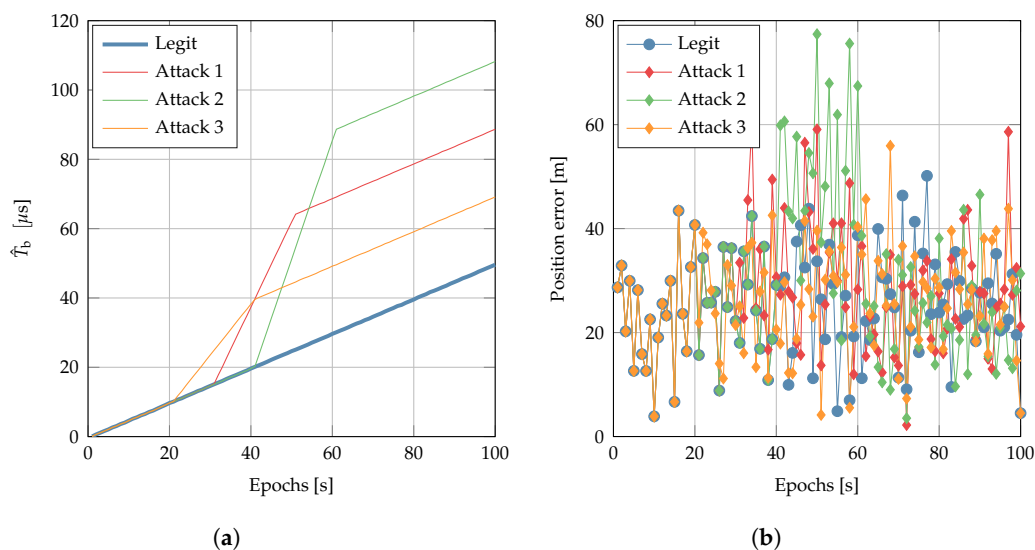 120
100
80
60
40
20
0
T̂b [μs]
Legit
Attack 1
Attack 2
Attack 3
0 20 40 60 80 100
Epochs [s]
(a)
80
60
40
20
0
Position error [m]
Legit
Attack 1
Attack 2
Attack 3
0 20 40 60 80 100
Epochs [s]
(b)